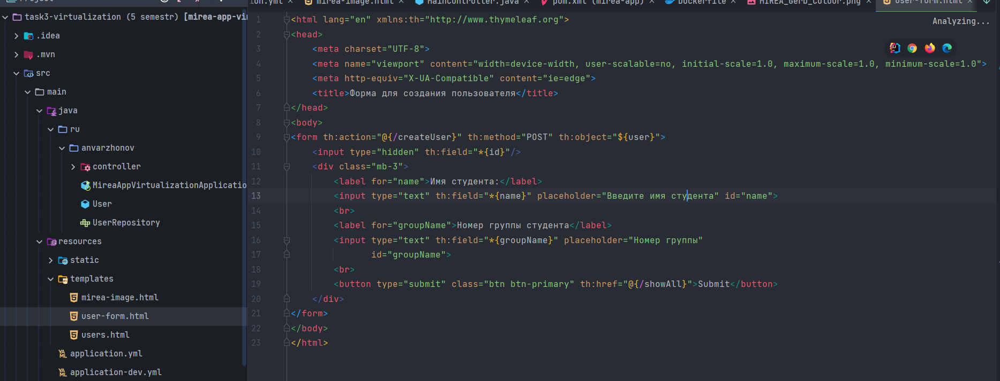 Project
task3-virtualization (5 semestr) [mirea-app-vi
.idea
.mvn
src
main
java
ru
anvarzhonov
controller
MireaAppVirtualizationApplicatio
User
UserRepository
resources
static
templates
mirea-image.html
user-form.html
users.html
application.yml
application-dev.yml
ion.yml × mirea-image.html × MainController.java × pom.xml (mirea-app) × Dockerfile × MIREA_Gerb_Colour.png × user-form.html ×
Analyzing...
1 <html lang="en" xmlns:th="http://www.thymeleaf.org">
2 <head>
3 <meta charset="UTF-8">
4 <meta name="viewport" content="width=device-width, user-scalable=no, initial-scale=1.0, maximum-scale=1.0, minimum-scale=1.0">
5 <meta http-equiv="X-UA-Compatible" content="ie=edge">
6 <title>Форма для создания пользователя</title>
7 </head>
8 <body>
9 <form th:action="@{/createUser}" th:method="POST" th:object="${user}">
10 <input type="hidden" th:field="*{id}"/>
11 <div class="mb-3">
12 <label for="name">Имя студента:</label>
13 <input type="text" th:field="*{name}" placeholder="Введите имя студента" id="name">
14 <br>
15 <label for="groupName">Номер группы студента</label>
16 <input type="text" th:field="*{groupName}" placeholder="Номер группы"
17 id="groupName">
18 <br>
19 <button type="submit" class="btn btn-primary" th:href="@{/showAll}">Submit</button>
20 </div>
21 </form>
22 </body>
23 </html>